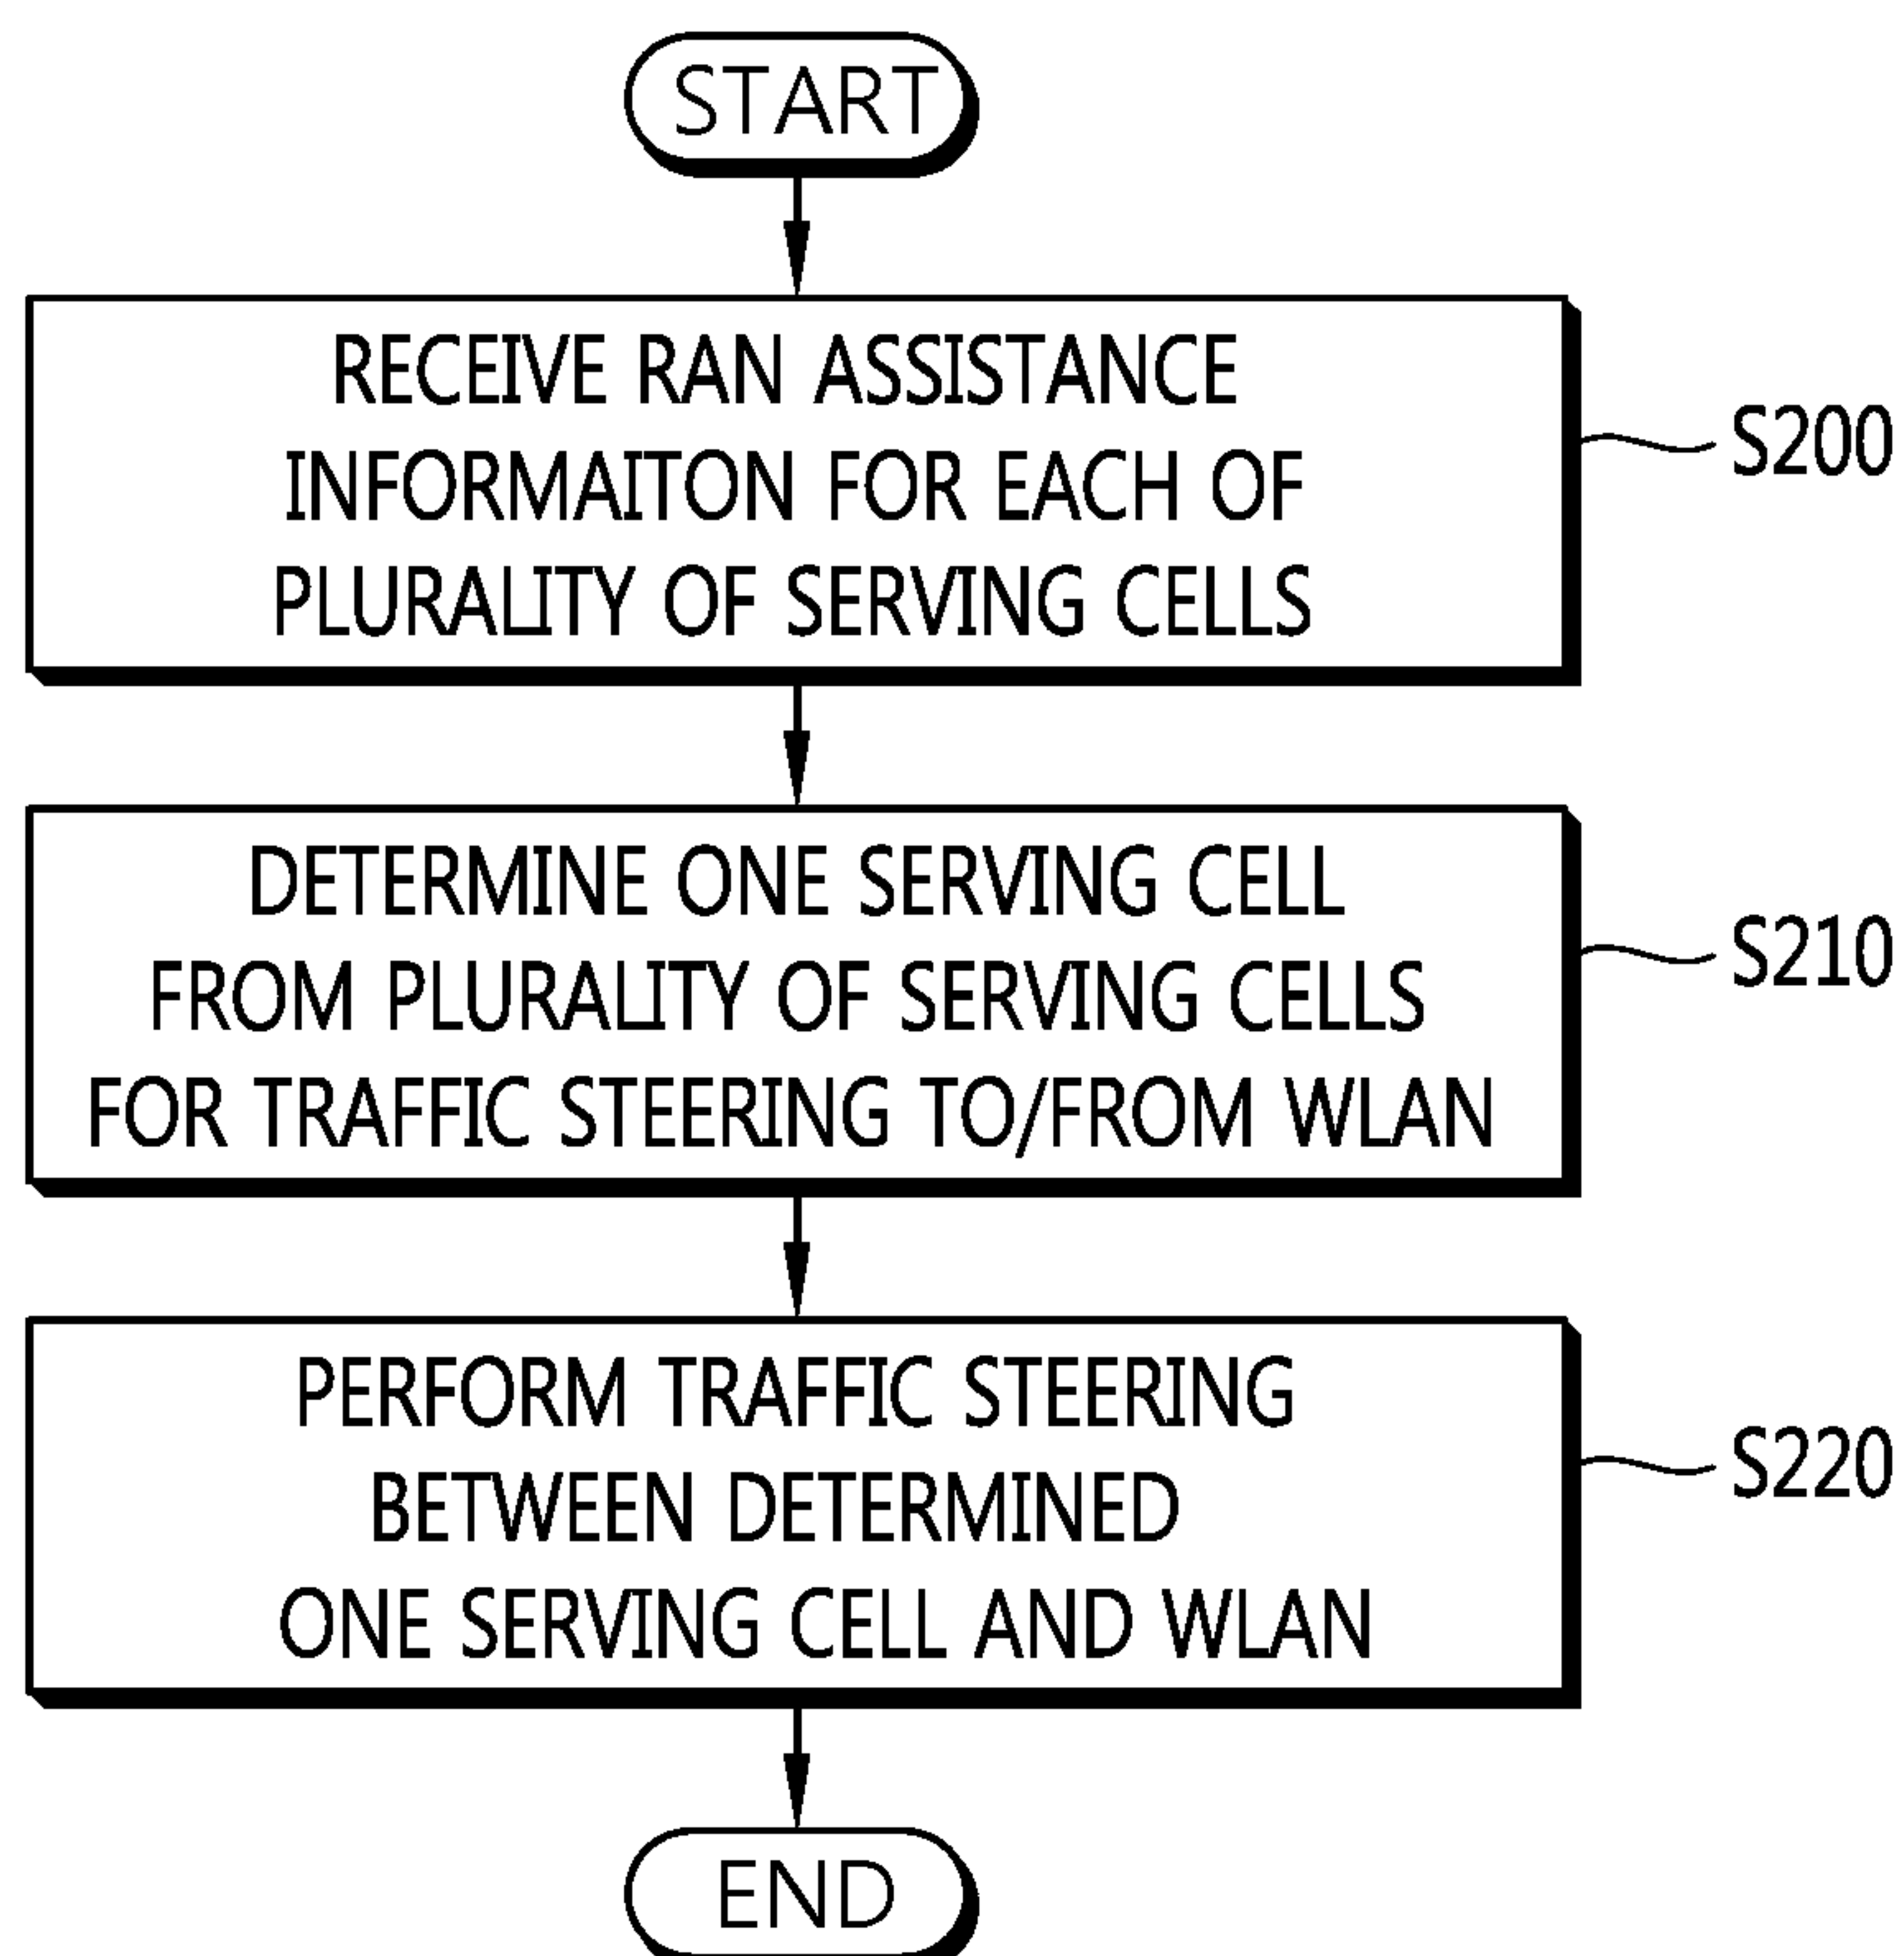 START
RECEIVE RAN ASSISTANCE
INFORMAITON FOR EACH OF
PLURALITY OF SERVING CELLS
S200
DETERMINE ONE SERVING CELL
FROM PLURALITY OF SERVING CELLS
FOR TRAFFIC STEERING TO/FROM WLAN
S210
PERFORM TRAFFIC STEERING
BETWEEN DETERMINED
ONE SERVING CELL AND WLAN
S220
END